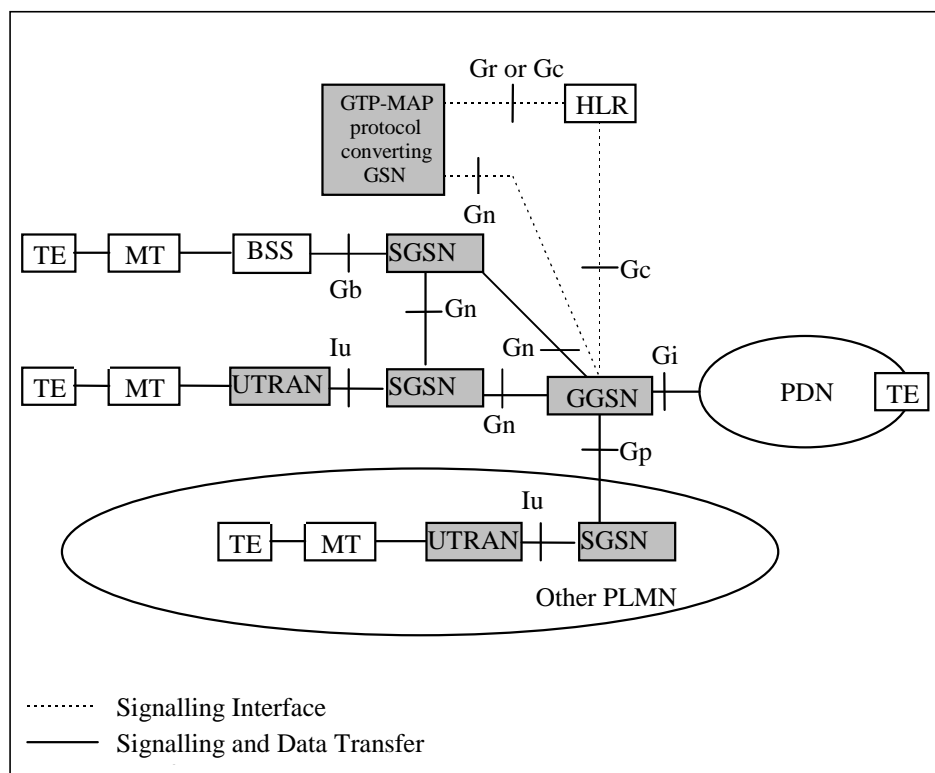 Gr or Gc
GTP-MAP
protocol
converting
GSN
HLR
Gn
Gc
TE
MT
BSS
Gb
SGSN
Gn
Gn
TE
MT
UTRAN
Iu
SGSN
Gn
GGSN
Gi
PDN
TE
Gp
TE
MT
UTRAN
Iu
SGSN
Other PLMN
Signalling Interface
Signalling and Data Transfer